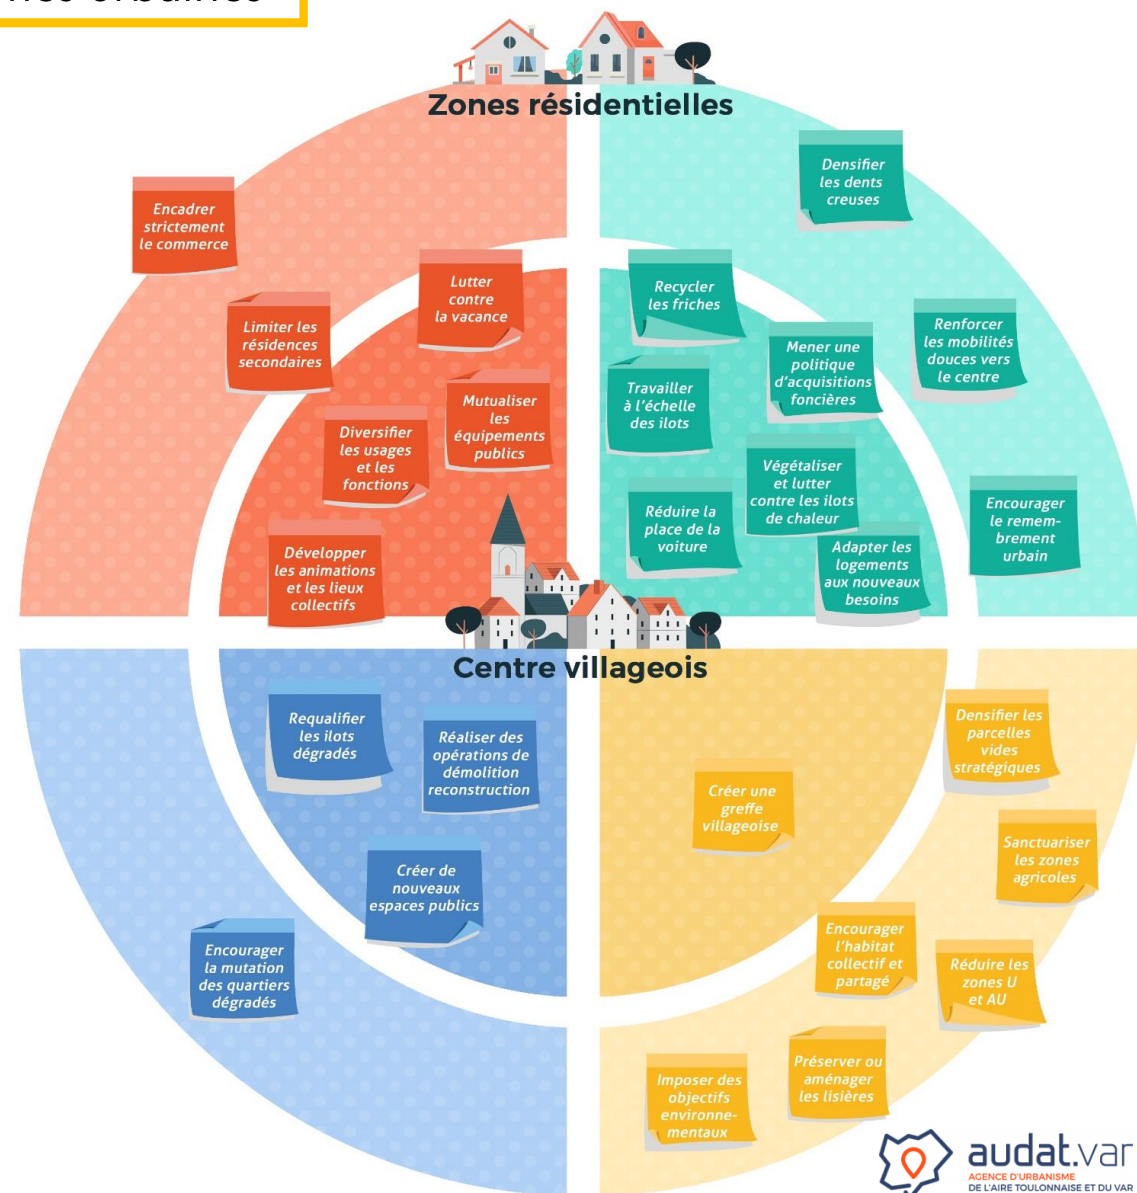 Zones résidentielles
Encadrer
strictement
le commerce
Limiter les
résidences
secondaires
Lutter
contre
la vacance
Mutualiser
les
équipements
publics
Diversifier
les usages
et les
fonctions
Développer
les animations
et les lieux
collectifs
Densifier
les dents
creuses
Recycler
les friches
Renforcer
les mobilités
douces vers
le centre
Mener une
politique
d'acquisitions
foncières
Travailler
à l'échelle
des ilots
Végétaliser
et lutter
contre les ilots
de chaleur
Réduire la
place de la
voiture
Encourager
le remem-
brement
urbain
Adapter les
logements
aux nouveaux
besoins
Centre villageois
Requalifier
les ilots
dégradés
Réaliser des
opérations de
démolition
reconstruction
Créer de
nouveaux
espaces publics
Encourager
la mutation
des quartiers
dégradés
Densifier les
parcelles
vides
stratégiques
Créer une
greffe
villageoise
Sanctuariser
les zones
agricoles
Encourager
l'habitat
collectif et
partagé
Réduire les
zones U
et AU
Préserver ou
aménager
les lisières
Imposer des
objectifs
environne-
mentaux
audat.var
AGENCE D'URBANISME
DE L'AIRE TOULONNAISE ET DU VAR